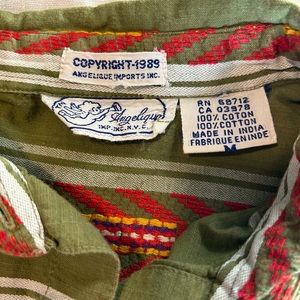 COPYRIGHT-1989
ANGELIQUE IMPORTS INC.
Angelique
IMP. INC. N.Y.C.
RN 68712
CA 03978
100% COTON
100% COTTON
MADE IN INDIA
FABRIQUE EN INDE
M